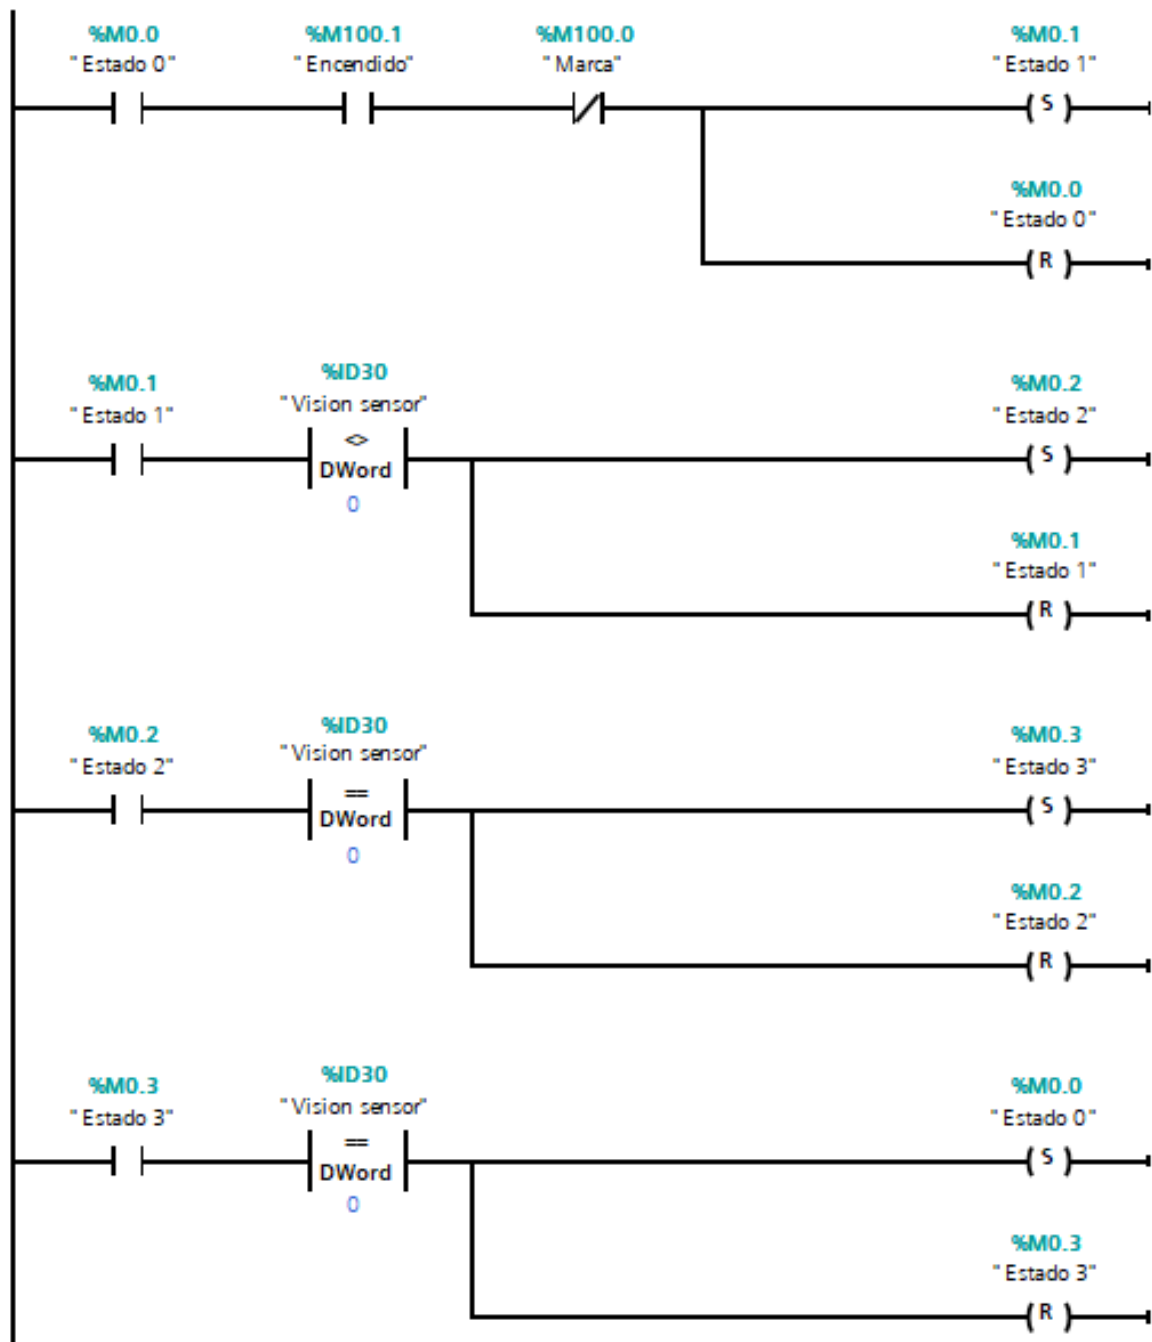 %M0.0 %M100.1 %M100.0 %M0.1
"Estado 0" "Encendido" "Marca" "Estado 1"
S
%M0.0
"Estado 0"
R
%M0.1 %ID30 %M0.2
"Estado 1" "Vision sensor" "Estado 2"
<> S
DWord
0
%M0.1
"Estado 1"
R
%M0.2 %ID30 %M0.3
"Estado 2" "Vision sensor" "Estado 3"
== S
DWord
0
%M0.2
"Estado 2"
R
%M0.3 %ID30 %M0.0
"Estado 3" "Vision sensor" "Estado 0"
== S
DWord
0
%M0.3
"Estado 3"
R